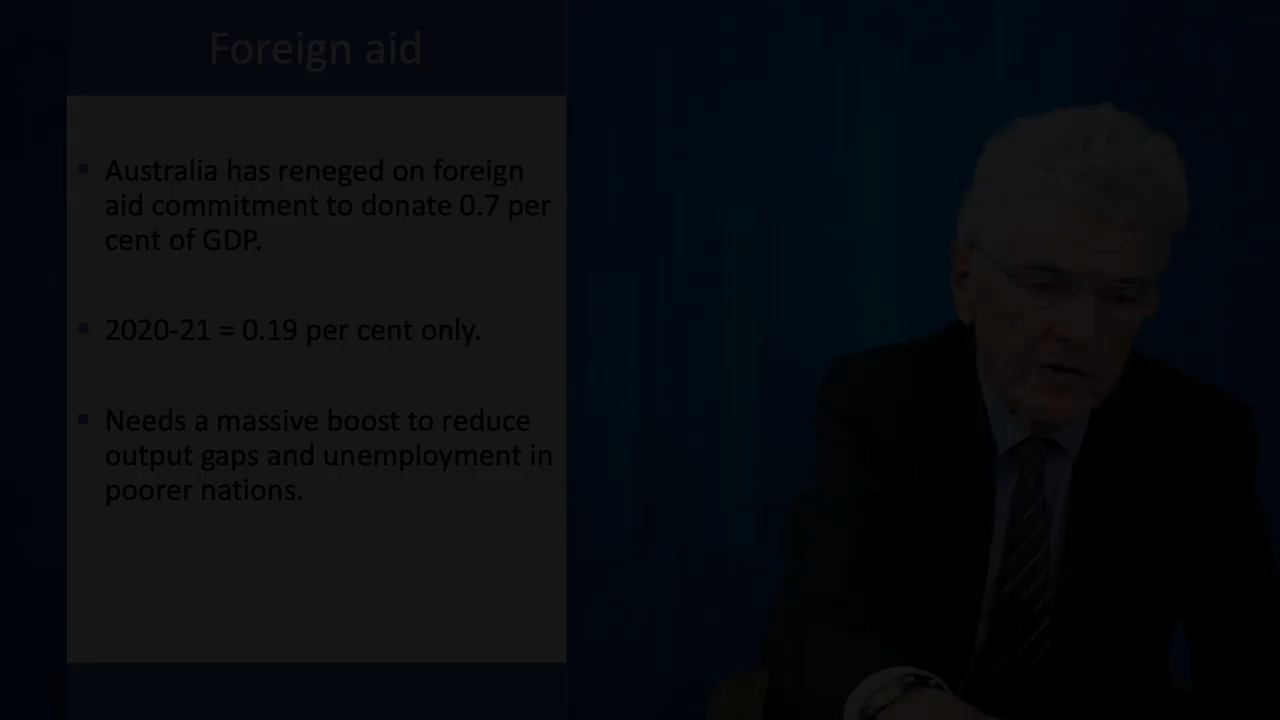 Foreign aid
Australia has reneged on foreign
aid commitment to donate 0.7 per
cent of GDP.
2020-21 = 0.19 per cent only.
Needs a massive boost to reduce
output gaps and unemployment in
poorer nations.